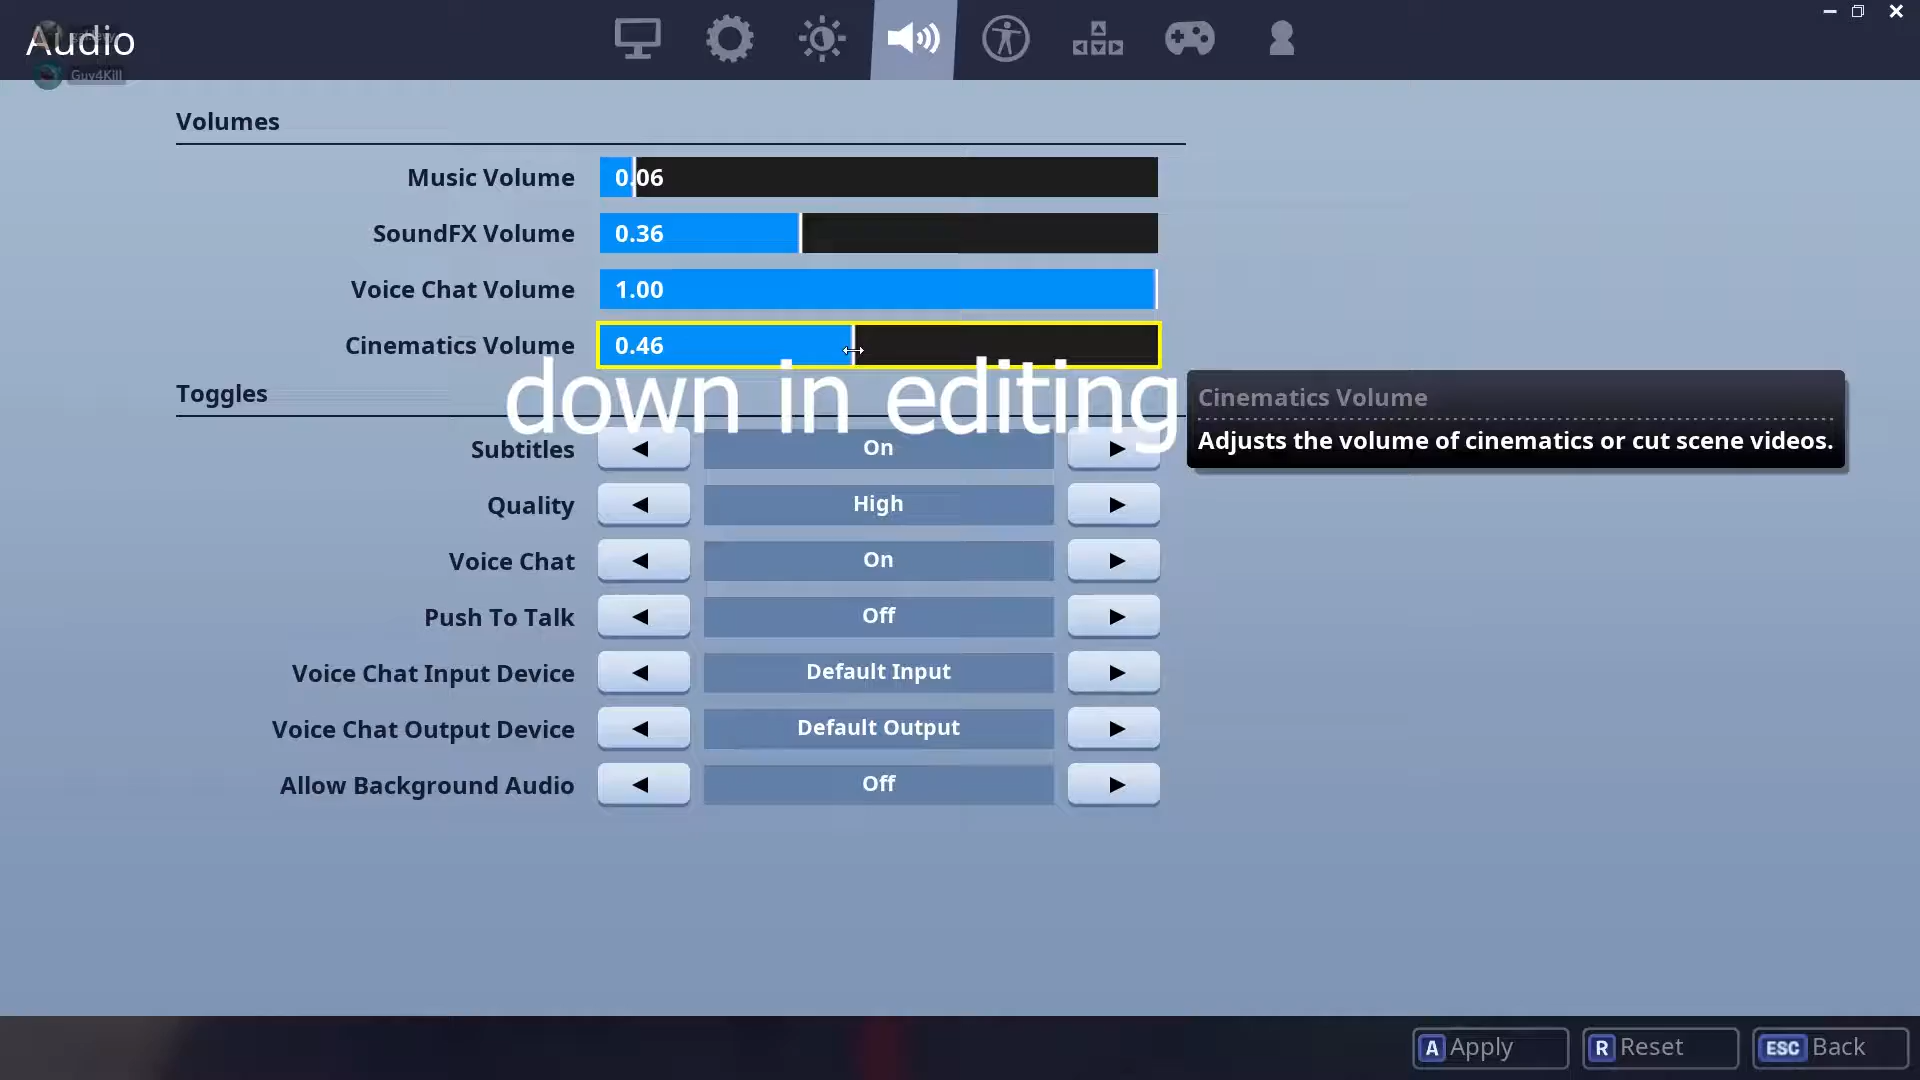 Audio
Guy4Kill
Volumes
Music Volume 0.06
SoundFX Volume 0.36
Voice Chat Volume 1.00
Cinematics Volume 0.46
down in editing
Cinematics Volume
Adjusts the volume of cinematics or cut scene videos.
Toggles
Subtitles On
Quality High
Voice Chat On
Push To Talk Off
Voice Chat Input Device Default Input
Voice Chat Output Device Default Output
Allow Background Audio Off
A Apply R Reset ESC Back